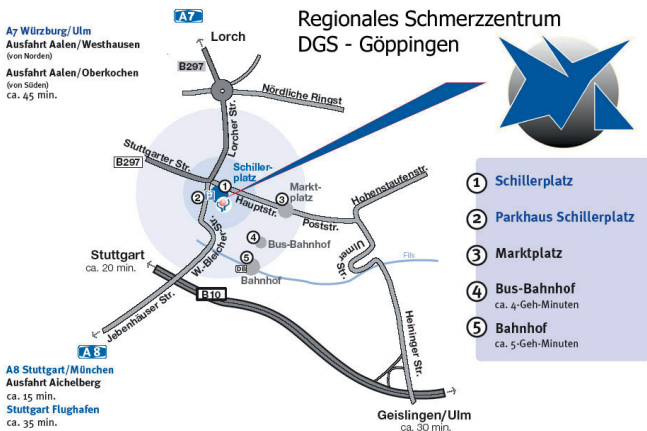 Regionales Schmerzzentrum
DGS - Göppingen
A7
A7 Würzburg/Ulm
Ausfahrt Aalen/Westhausen
(von Norden)
Ausfahrt Aalen/Oberkochen
(von Süden)
ca. 45 min.
Lorch
B297
Nördliche Ringst
Lorcher Str.
Stuttgarter Str.
B297
Schiller-
platz
1
P
2
3
Markt-
platz
Hauptstr.
Poststr.
Hohenstaufenstr.
Ulmer
Str.
W.-Bleicher-Str.
4
Bus-Bahnhof
5
DB
Bahnhof
Fils
Stuttgart
ca. 20 min.
B10
Jebenhäuser Str.
Heininger Str.
A8
A8 Stuttgart/München
Ausfahrt Aichelberg
ca. 15 min.
Stuttgart Flughafen
ca. 35 min.
Geislingen/Ulm
ca. 30 min.
1 Schillerplatz
2 Parkhaus Schillerplatz
3 Marktplatz
4 Bus-Bahnhof
ca. 4-Geh-Minuten
5 Bahnhof
ca. 5-Geh-Minuten